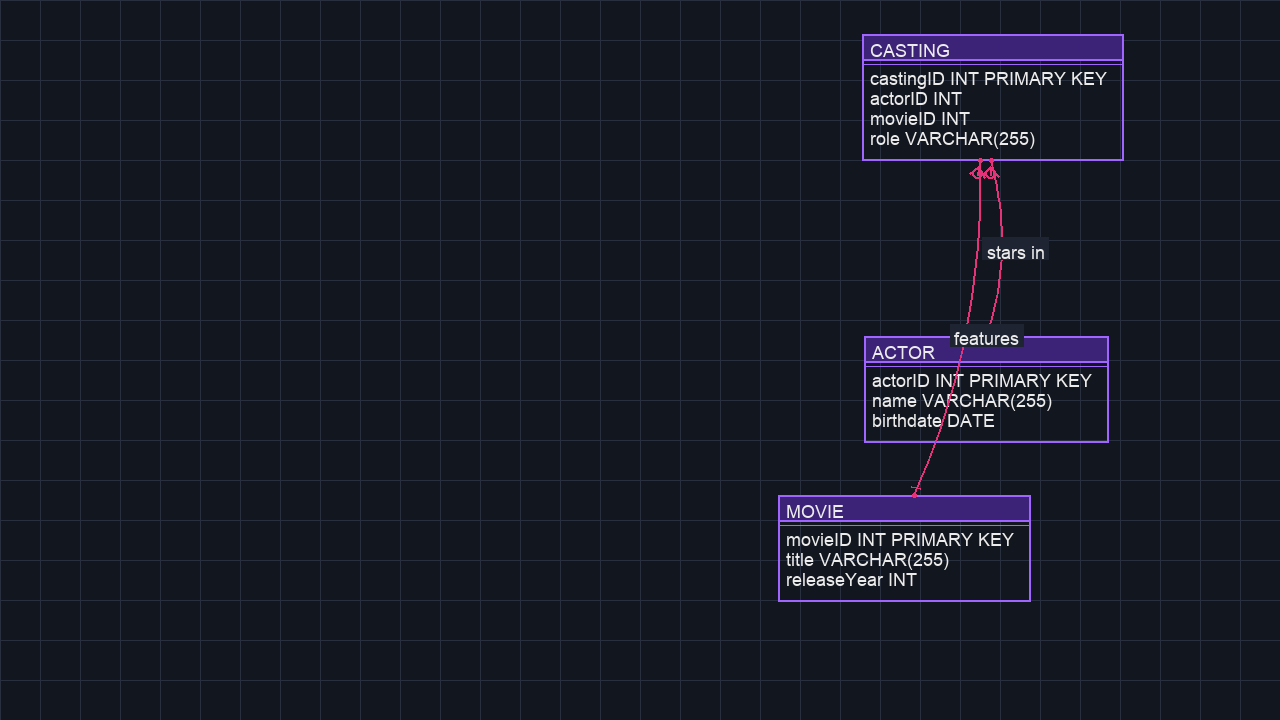 CASTING
castingID INT PRIMARY KEY
actorID INT
movieID INT
role VARCHAR(255)
stars in
features
ACTOR
actorID INT PRIMARY KEY
name VARCHAR(255)
birthdate DATE
MOVIE
movieID INT PRIMARY KEY
title VARCHAR(255)
releaseYear INT